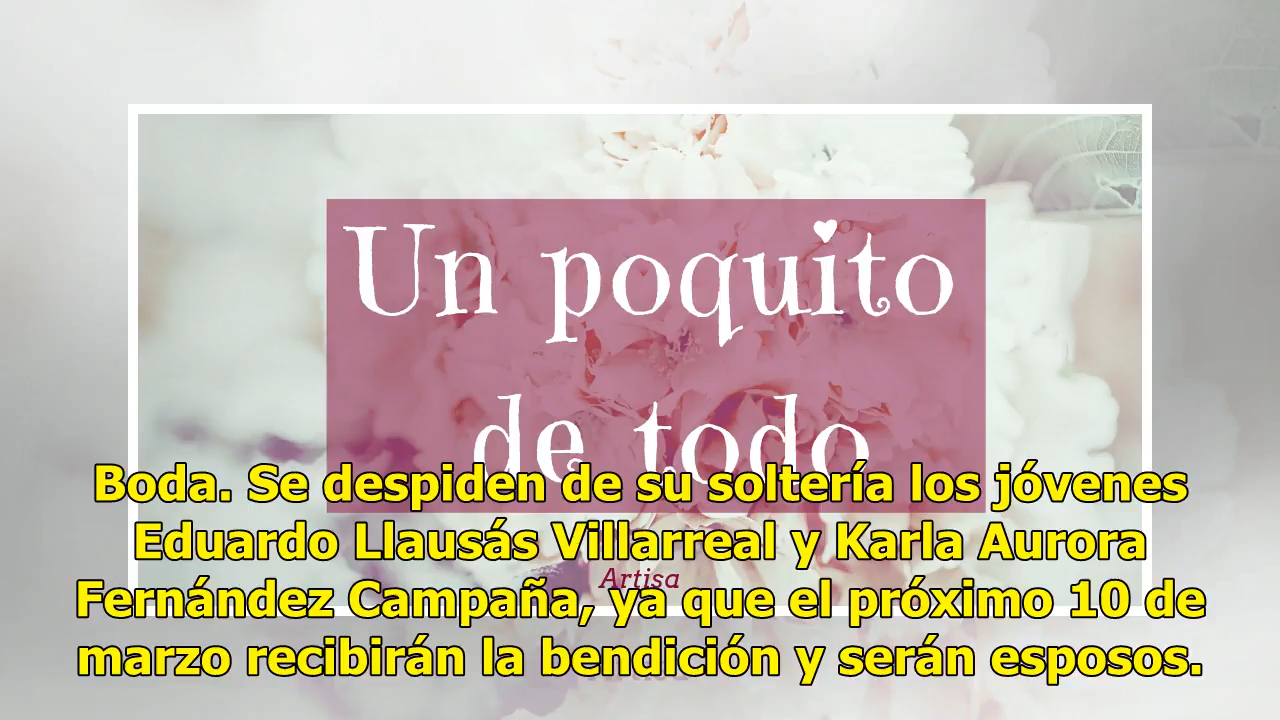 Un poquito
de todo
Artisa
Boda. Se despiden de su soltería los jóvenes
Eduardo Llausás Villarreal y Karla Aurora
Fernández Campaña, ya que el próximo 10 de
marzo recibirán la bendición y serán esposos.